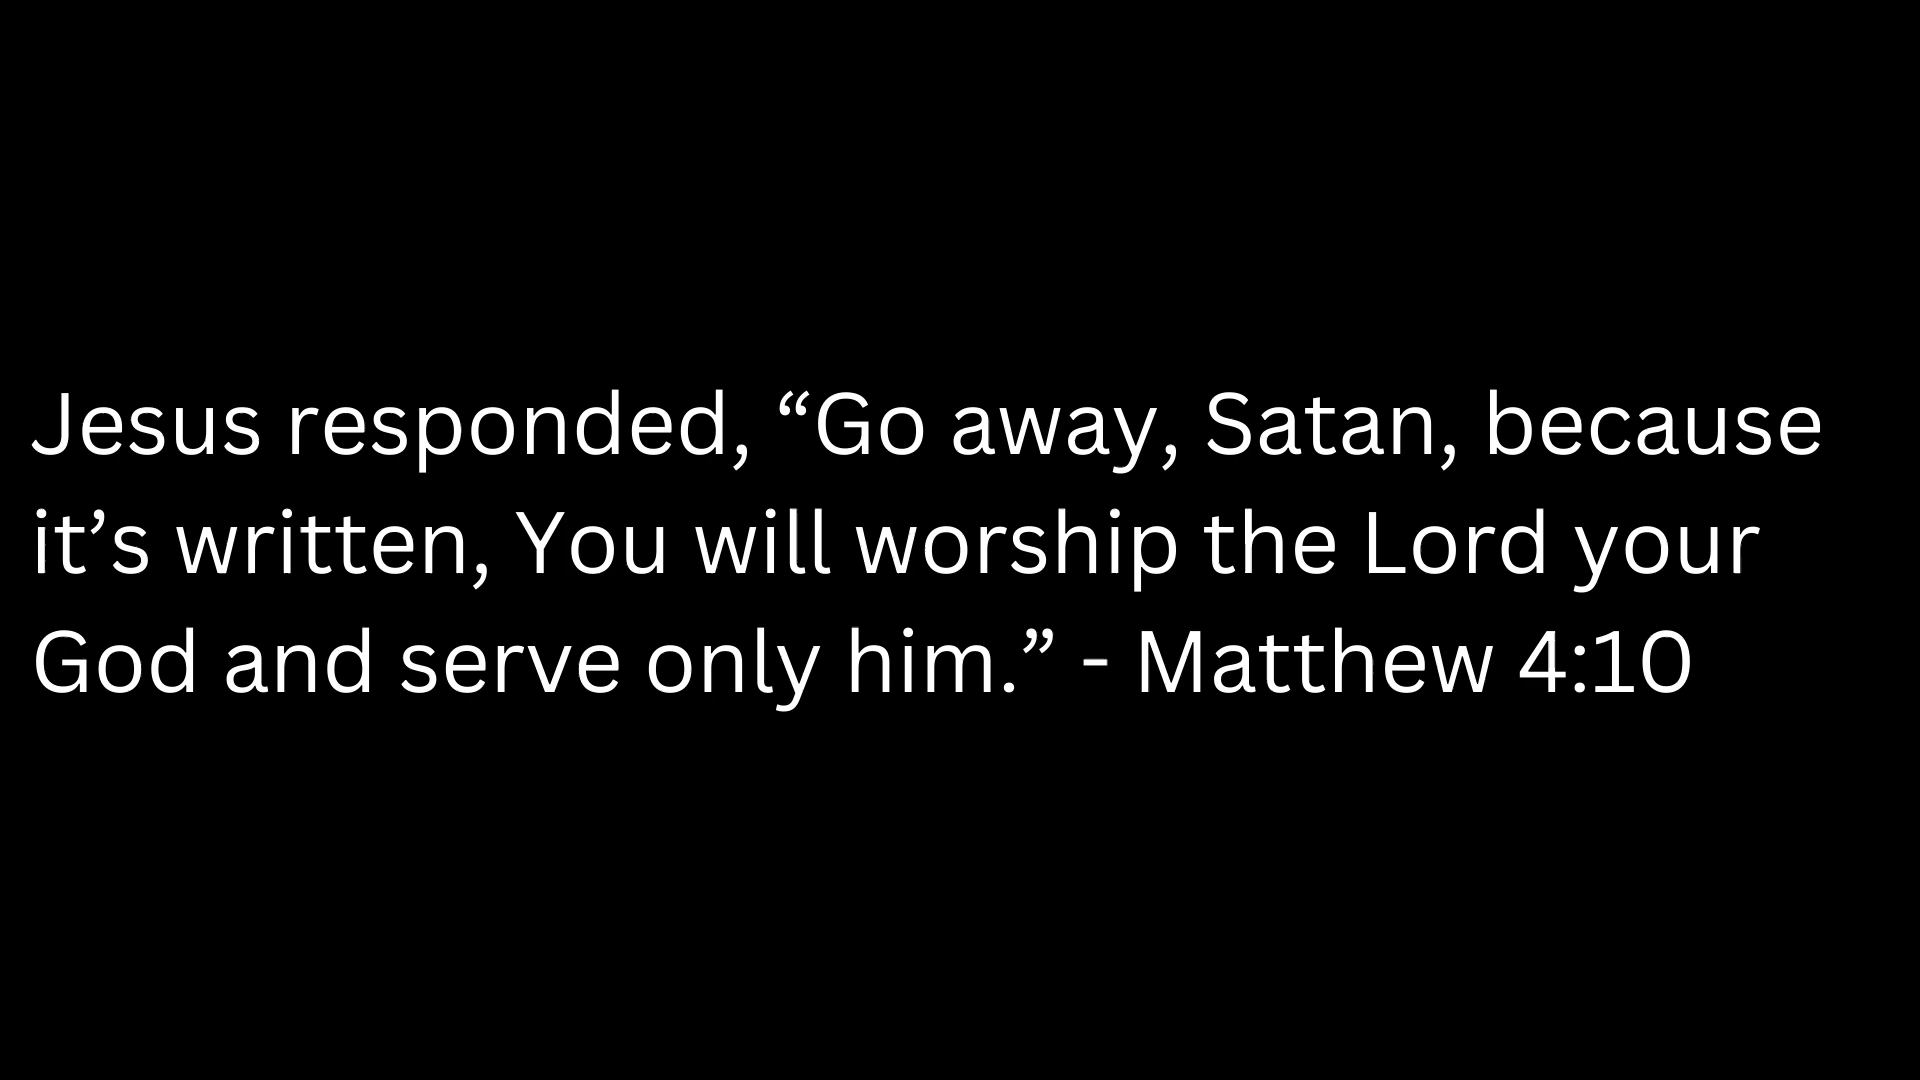 Jesus responded, “Go away, Satan, because
it’s written, You will worship the Lord your
God and serve only him.” - Matthew 4:10